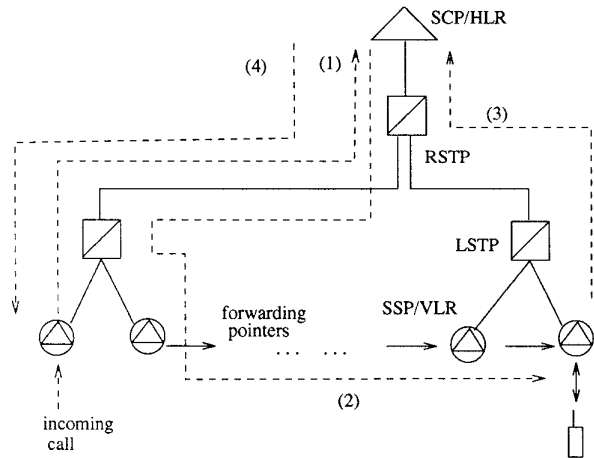 SCP/HLR
(4)
(1)
(3)
RSTP
LSTP
forwarding
pointers
SSP/VLR
... ...
(2)
incoming
call